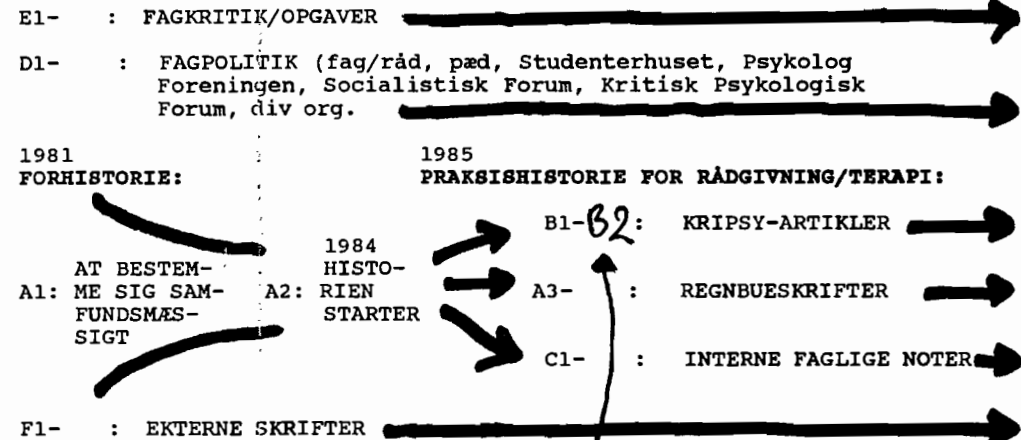 E1- : FAGKRITIK/OPGAVER
D1- : FAGPOLITIK (fag/råd, pæd, Studenterhuset, Psykolog
Foreningen, Socialistisk Forum, Kritisk Psykologisk
Forum, div org.
1981
FORHISTORIE:
1985
PRAKSISHISTORIE FOR RÅDGIVNING/TERAPI:
B1-B2: KRIPSY-ARTIKLER
1984
AT BESTEM- HISTO-
A1: ME SIG SAM- A2: RIEN
FUNDSMÆS- STARTER
SIGT
A3- : REGNBUESKRIFTER
C1- : INTERNE FAGLIGE NOTER
F1- : EKTERNE SKRIFTER